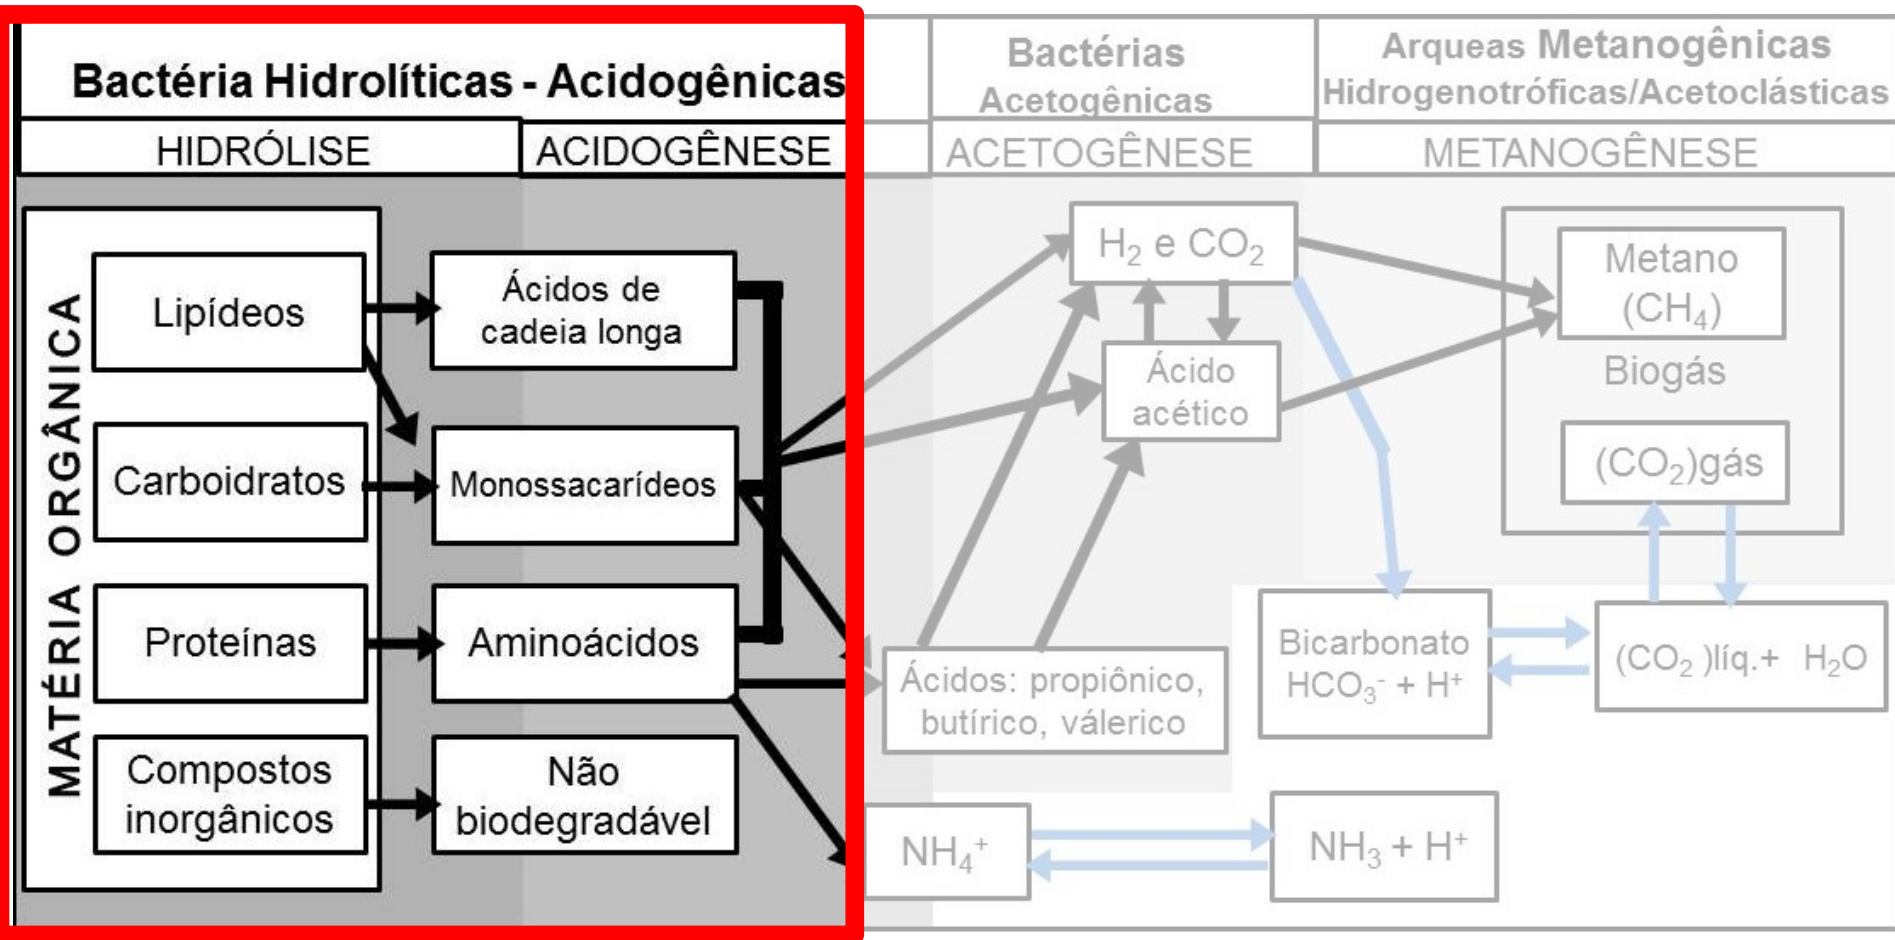 Bactéria Hidrolíticas - Acidogênicas
Bactérias
Acetogênicas
Arqueas Metanogênicas
Hidrogenotróficas/Acetoclásticas
HIDRÓLISE
ACIDOGÊNESE
ACETOGÊNESE
METANOGÊNESE
MATÉRIA ORGÂNICA
Lipídeos
Ácidos de
cadeia longa
Carboidratos
Monossacarídeos
Proteínas
Aminoácidos
Compostos
inorgânicos
Não
biodegradável
H₂ e CO₂
Ácido
acético
Ácidos: propiônico,
butírico, válerico
NH₄⁺
Metano
(CH₄)
Biogás
(CO₂)gás
Bicarbonato
HCO₃⁻ + H⁺
(CO₂ )líq.+ H₂O
NH₃ + H⁺